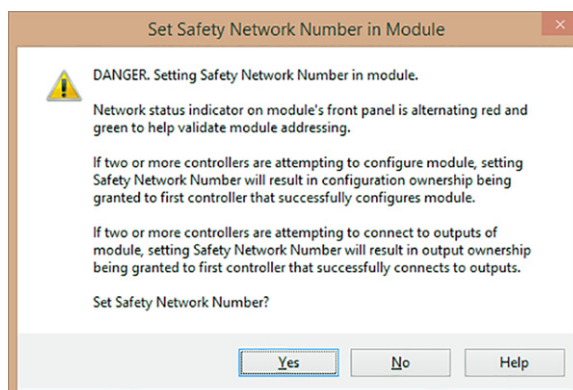 Set Safety Network Number in Module
DANGER. Setting Safety Network Number in module.
Network status indicator on module's front panel is alternating red and
green to help validate module addressing.
If two or more controllers are attempting to configure module, setting
Safety Network Number will result in configuration ownership being
granted to first controller that successfully configures module.
If two or more controllers are attempting to connect to outputs of
module, setting Safety Network Number will result in output ownership
being granted to first controller that successfully connects to outputs.
Set Safety Network Number?
Yes
No
Help